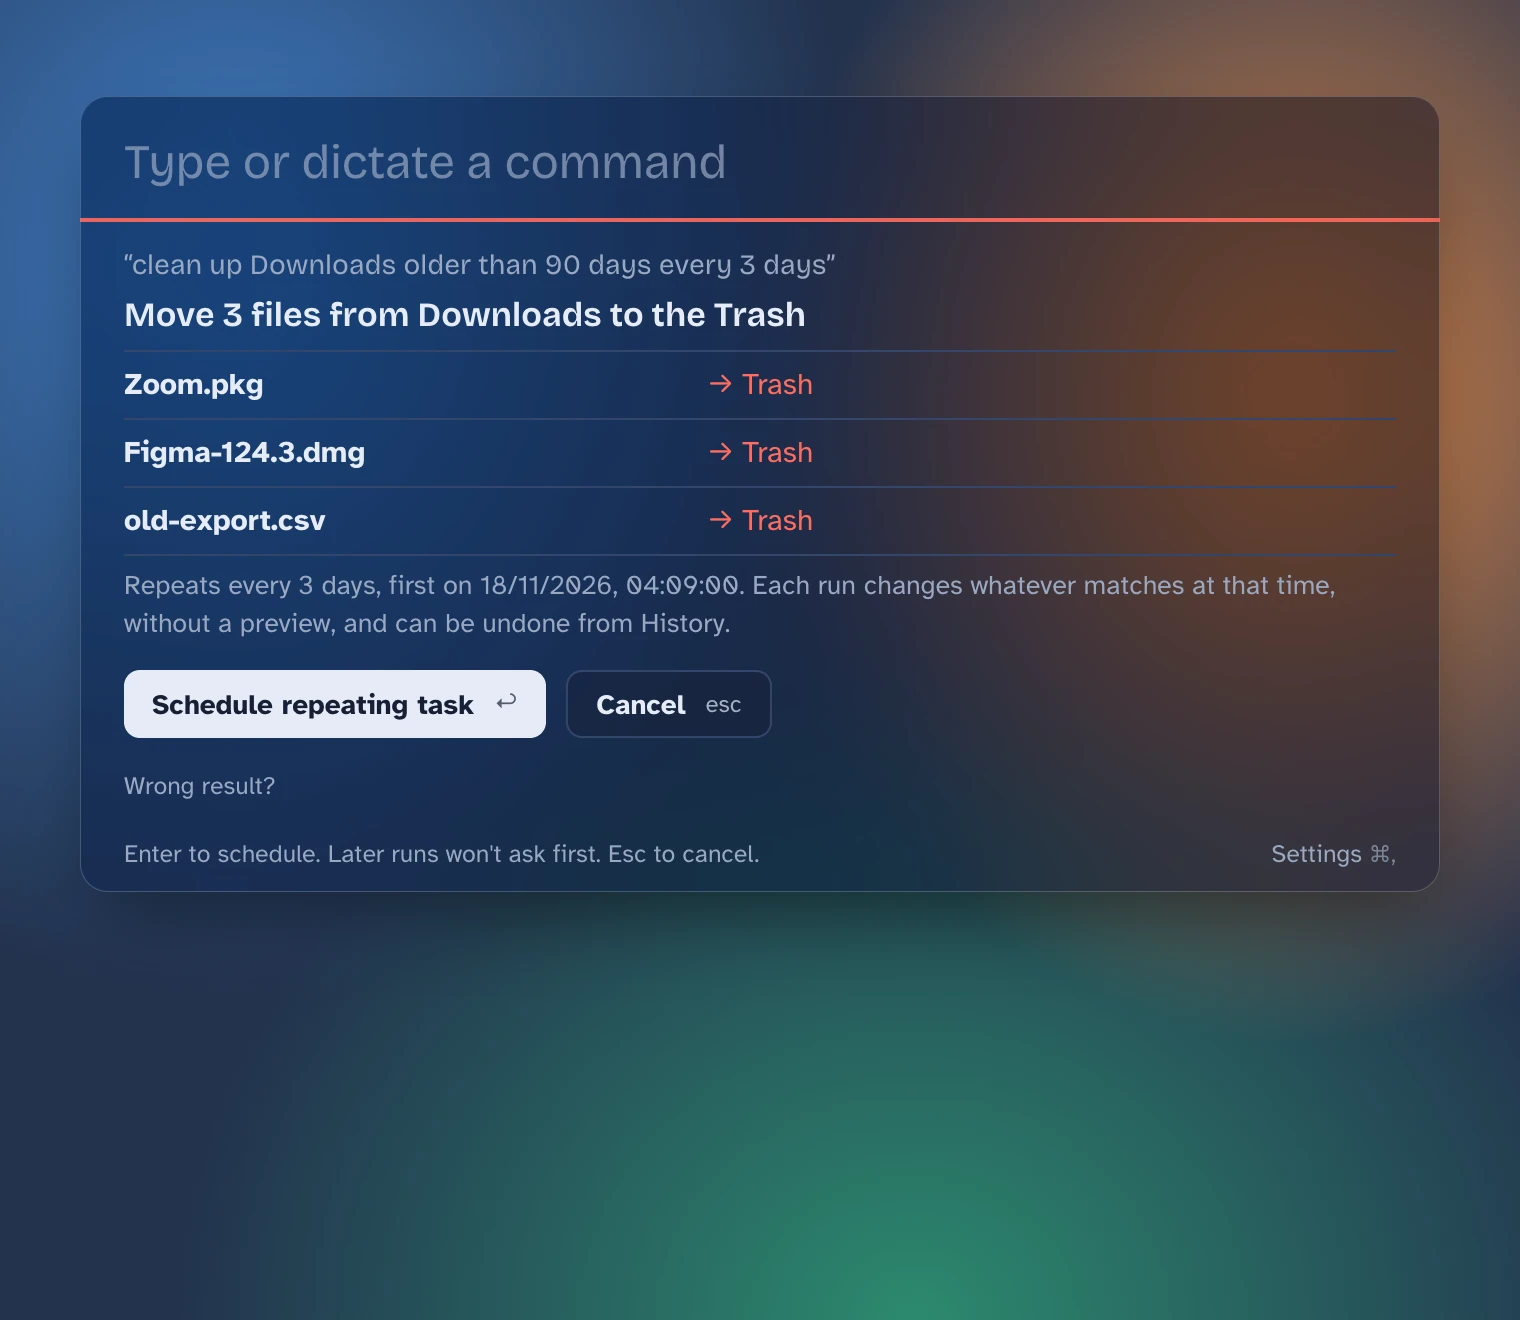 Type or dictate a command
“clean up Downloads older than 90 days every 3 days”
Move 3 files from Downloads to the Trash
Zoom.pkg → Trash
Figma-124.3.dmg → Trash
old-export.csv → Trash
Repeats every 3 days, first on 18/11/2026, 04:09:00. Each run changes whatever matches at that time,
without a preview, and can be undone from History.
Schedule repeating task ↩ Cancel esc
Wrong result?
Enter to schedule. Later runs won't ask first. Esc to cancel. Settings ⌘,